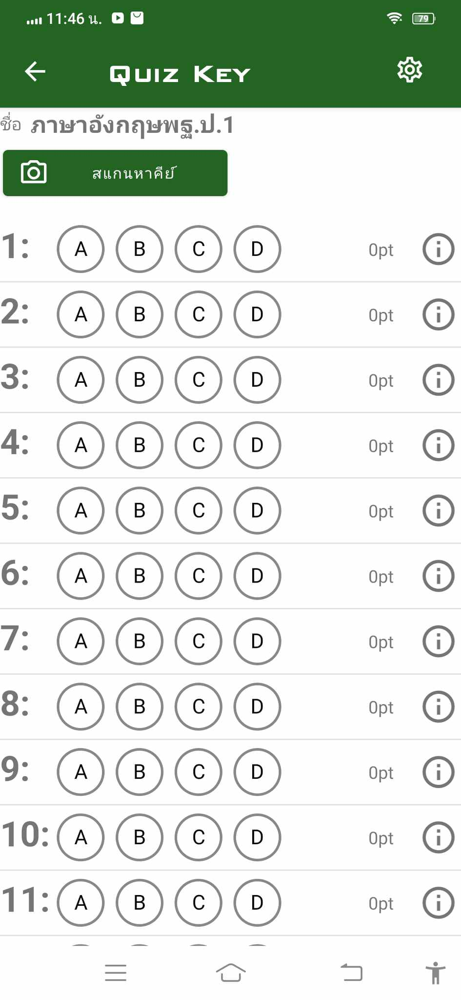 11:46 น. 79
Quiz Key
ชื่อ ภาษาอังกฤษพฐ.ป.1
สแกนหาคีย์
1: A B C D 0pt i
2: A B C D 0pt i
3: A B C D 0pt i
4: A B C D 0pt i
5: A B C D 0pt i
6: A B C D 0pt i
7: A B C D 0pt i
8: A B C D 0pt i
9: A B C D 0pt i
10: A B C D 0pt i
11: A B C D 0pt i